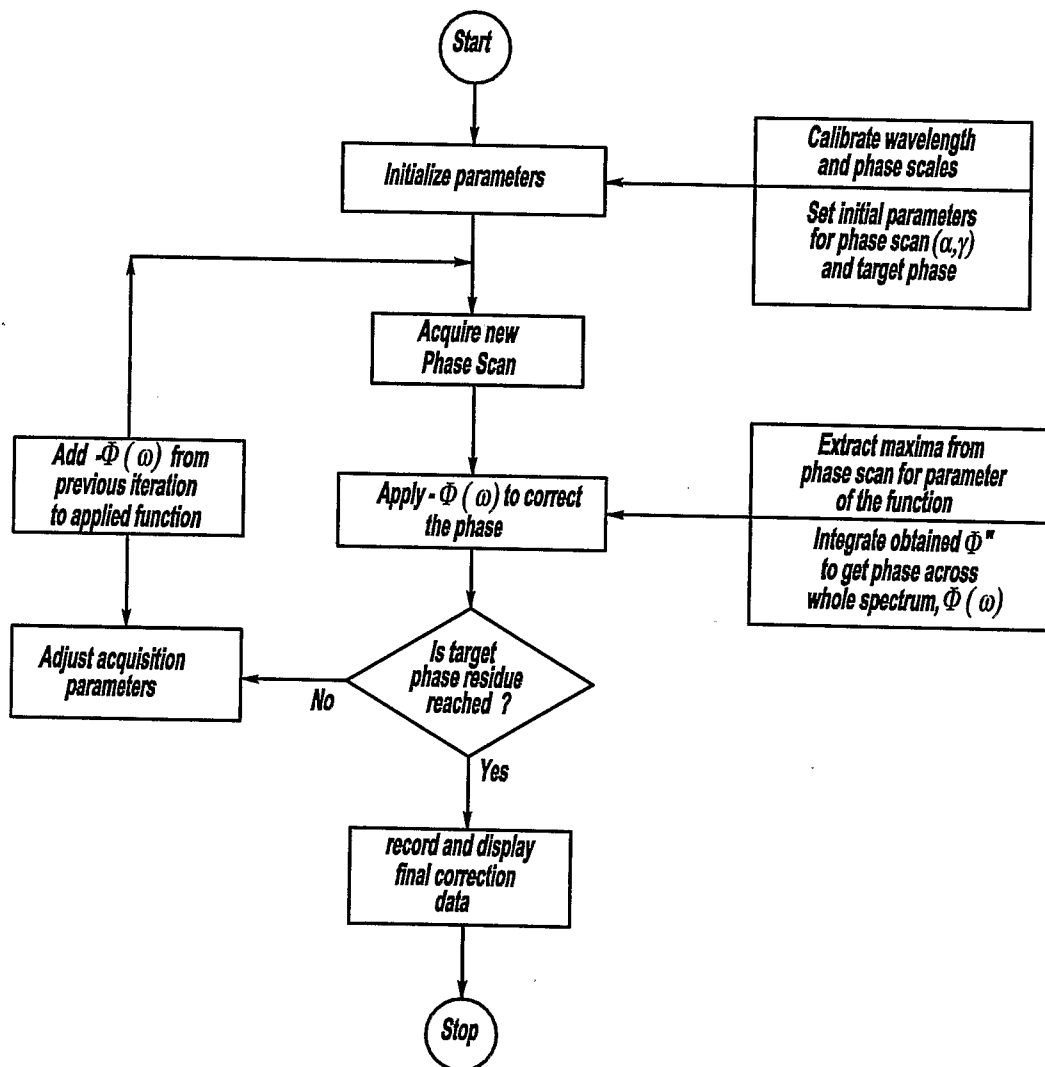 Start
Initialize parameters
Calibrate wavelength
and phase scales
Set initial parameters
for phase scan (α,γ)
and target phase
Acquire new
Phase Scan
Add -Φ(ω) from
previous iteration
to applied function
Apply -Φ(ω) to correct
the phase
Extract maxima from
phase scan for parameter
of the function
Integrate obtained Φ"
to get phase across
whole spectrum, Φ(ω)
Adjust acquisition
parameters
No
Is target
phase residue
reached ?
Yes
record and display
final correction
data
Stop